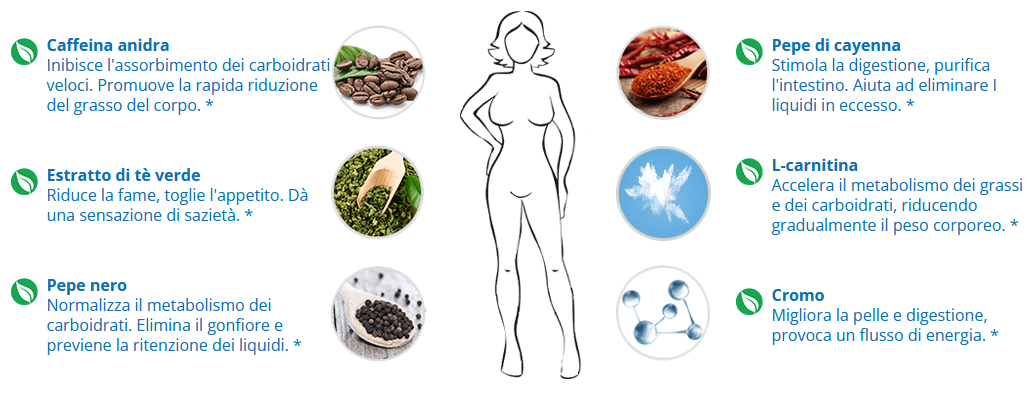 Caffeina anidra
Inibisce l'assorbimento dei carboidrati
veloci. Promuove la rapida riduzione
del grasso del corpo. *
Estratto di tè verde
Riduce la fame, toglie l'appetito. Dà
una sensazione di sazietà. *
Pepe nero
Normalizza il metabolismo dei
carboidrati. Elimina il gonfiore e
previene la ritenzione dei liquidi. *
Pepe di cayenna
Stimola la digestione, purifica
l'intestino. Aiuta ad eliminare I
liquidi in eccesso. *
L-carnitina
Accelera il metabolismo dei grassi
e dei carboidrati, riducendo
gradualmente il peso corporeo. *
Cromo
Migliora la pelle e digestione,
provoca un flusso di energia. *